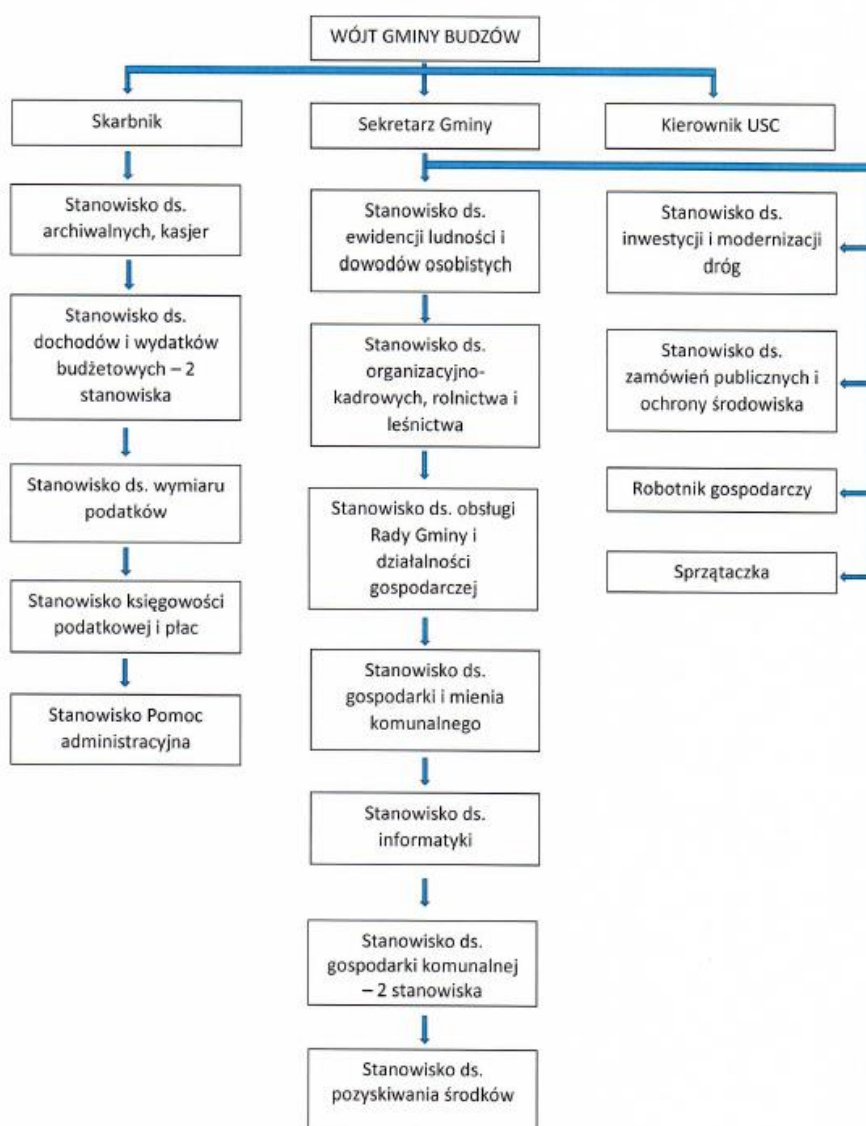 WÓJT GMINY BUDZÓW
Skarbnik
Sekretarz Gminy
Kierownik USC
Stanowisko ds.
archiwalnych, kasjer
Stanowisko ds.
dochodów i wydatków
budżetowych – 2
stanowiska
Stanowisko ds. wymiaru
podatków
Stanowisko księgowości
podatkowej i płac
Stanowisko Pomoc
administracyjna
Stanowisko ds.
ewidencji ludności i
dowodów osobistych
Stanowisko ds.
organizacyjno-
kadrowych, rolnictwa i
leśnictwa
Stanowisko ds. obsługi
Rady Gminy i
działalności
gospodarczej
Stanowisko ds.
gospodarki i mienia
komunalnego
Stanowisko ds.
informatyki
Stanowisko ds.
gospodarki komunalnej
– 2 stanowiska
Stanowisko ds.
pozyskiwania środków
Stanowisko ds.
inwestycji i modernizacji
dróg
Stanowisko ds.
zamówień publicznych i
ochrony środowiska
Robotnik gospodarczy
Sprzątaczka